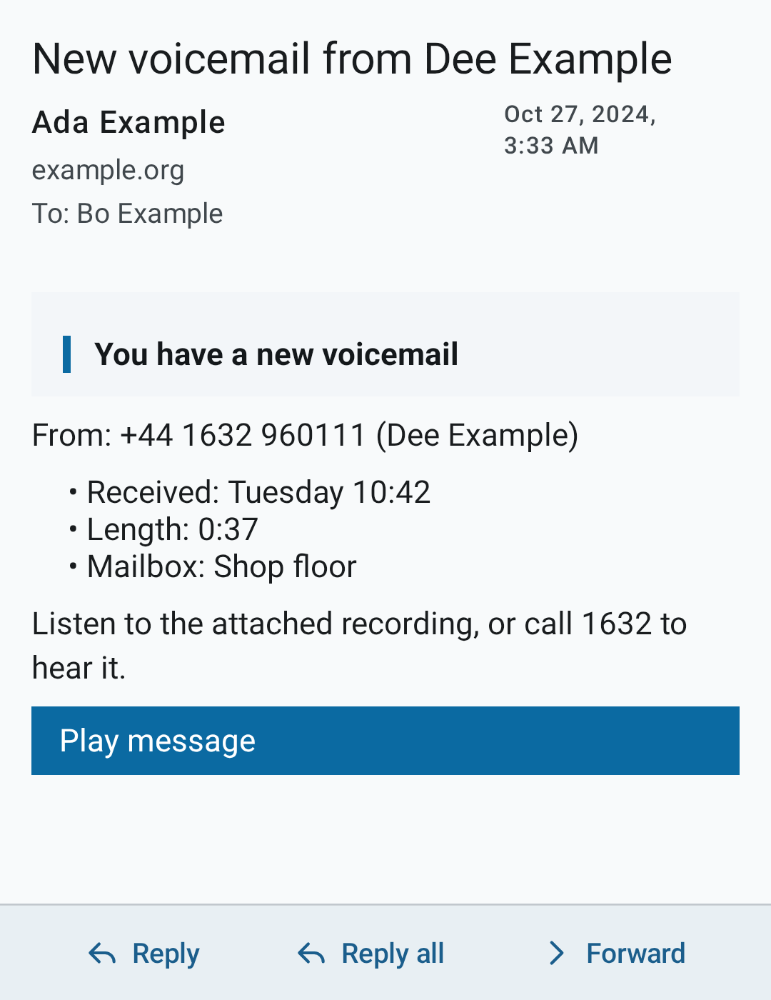 New voicemail from Dee Example
Ada Example
Oct 27, 2024,
3:33 AM
example.org
To: Bo Example
You have a new voicemail
From: +44 1632 960111 (Dee Example)
• Received: Tuesday 10:42
• Length: 0:37
• Mailbox: Shop floor
Listen to the attached recording, or call 1632 to
hear it.
Play message
Reply
Reply all
Forward